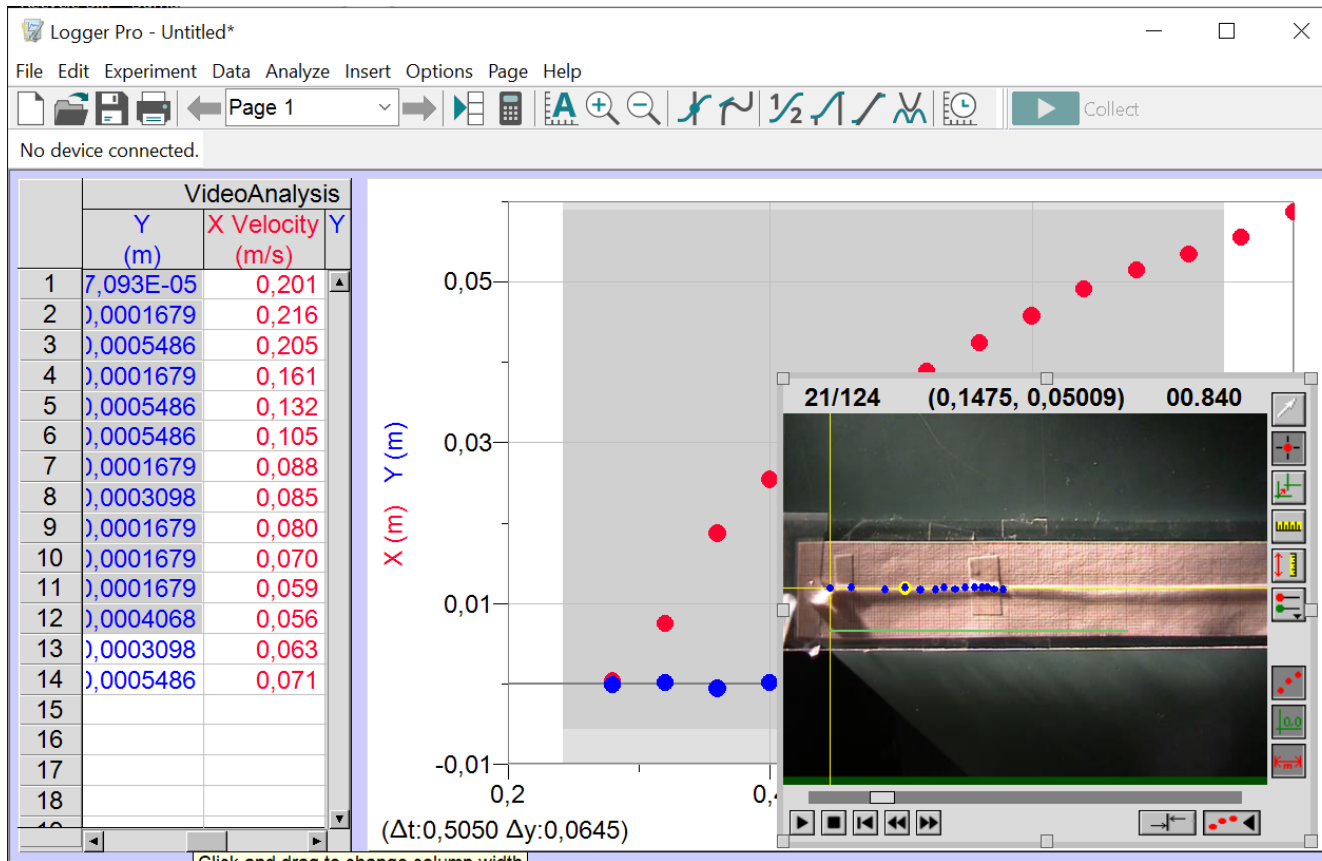 Logger Pro - Untitled*
File Edit Experiment Data Analyze Insert Options Page Help
Page 1
Collect
No device connected.
VideoAnalysis
Y X Velocity Y
(m) (m/s)
1 7,093E-05 0,201
2 0,0001679 0,216
3 0,0005486 0,205
4 0,0001679 0,161
5 0,0005486 0,132
6 0,0005486 0,105
7 0,0001679 0,088
8 0,0003098 0,085
9 0,0001679 0,080
10 0,0001679 0,070
11 0,0001679 0,059
12 0,0004068 0,056
13 0,0003098 0,063
14 0,0005486 0,071
15
16
17
18
X (m) Y (m)
0,05
0,03
0,01
-0,01
0,2
(Δt:0,5050 Δy:0,0645)
21/124 (0,1475, 0,05009) 00.840
Click and drag to change column width